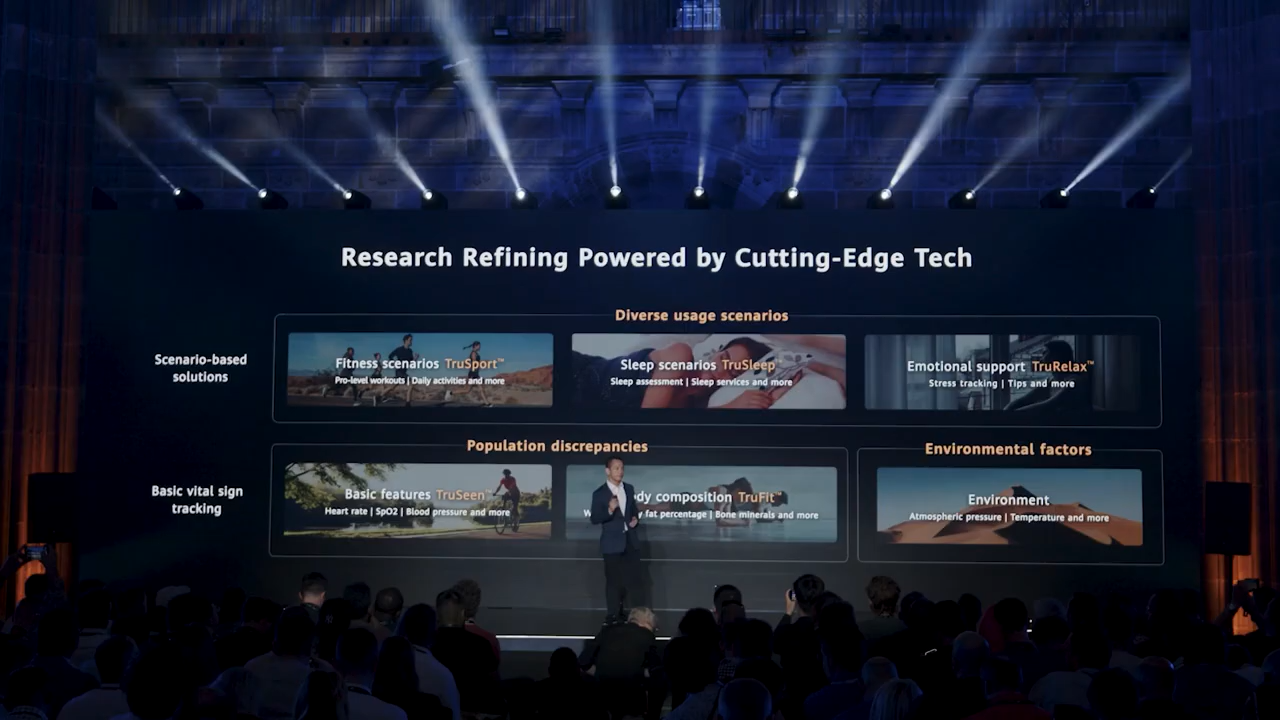 Research Refining Powered by Cutting-Edge Tech
Diverse usage scenarios
Scenario-based
solutions
Fitness scenarios TruSport™
Pro-level workouts | Daily activities and more
Sleep scenarios TruSleep™
Sleep assessment | Sleep services and more
Emotional support TruRelax™
Stress tracking | Tips and more
Population discrepancies
Environmental factors
Basic vital sign
tracking
Basic features TruSeen™
Heart rate | SpO2 | Blood pressure and more
composition TruFit™
fat percentage | Bone minerals and more
Environment
Atmospheric pressure | Temperature and more